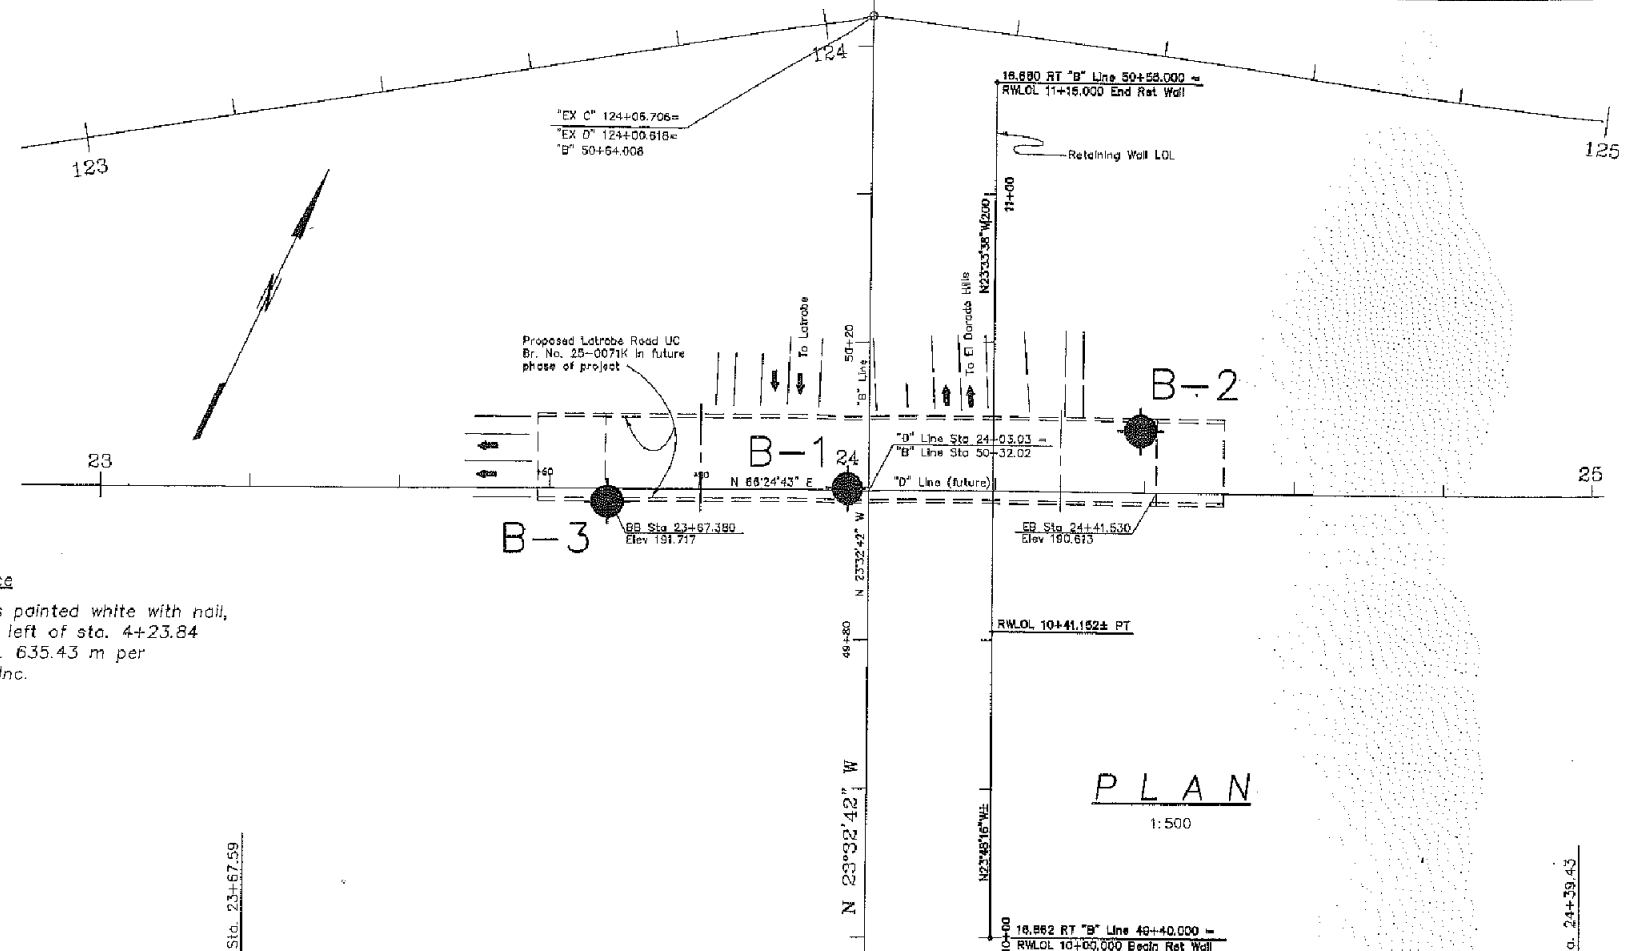 124
16.660 RT "B" Line 50+56.000 =
RWLOL 11+15.000 End Ret Wall
"EX C" 124+06.706=
"EX D" 124+00.618=
"B" 50+54.008
123
125
Retaining Wall LOL
11+00
N23°33'38"W
200
To Latrobe
50+20
"B" Line
To El Dorado Hills
Proposed Latrobe Road UC
Br. No. 25-0071K in future
phase of project
B-2
B-1
24
"D" Line Sta 24+03.03 =
"B" Line Sta 50+32.02
23
+60
N 66°24'43" E
"D" Line (future)
25
B-3
BB Sta 23+67.380
Elev 191.717
EB Sta 24+41.530
Elev 190.613
N 23°32'42" W
ce
s painted white with nail,
left of sta. 4+23.84
635.43 m per
Inc.
49+80
RWLOL 10+41.152± PT
N 23°32'42" W
PLAN
1:500
N23°48'16"W±
Sta. 23+67.59
a. 24+39.43
10+00
16.862 RT "B" Line 49+40.000 =
RWLOL 10+00.000 Begin Ret Wall